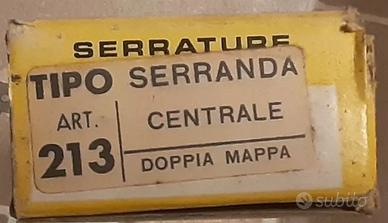 SERRATURE
TIPO SERRANDA
ART. CENTRALE
213 DOPPIA MAPPA
subito